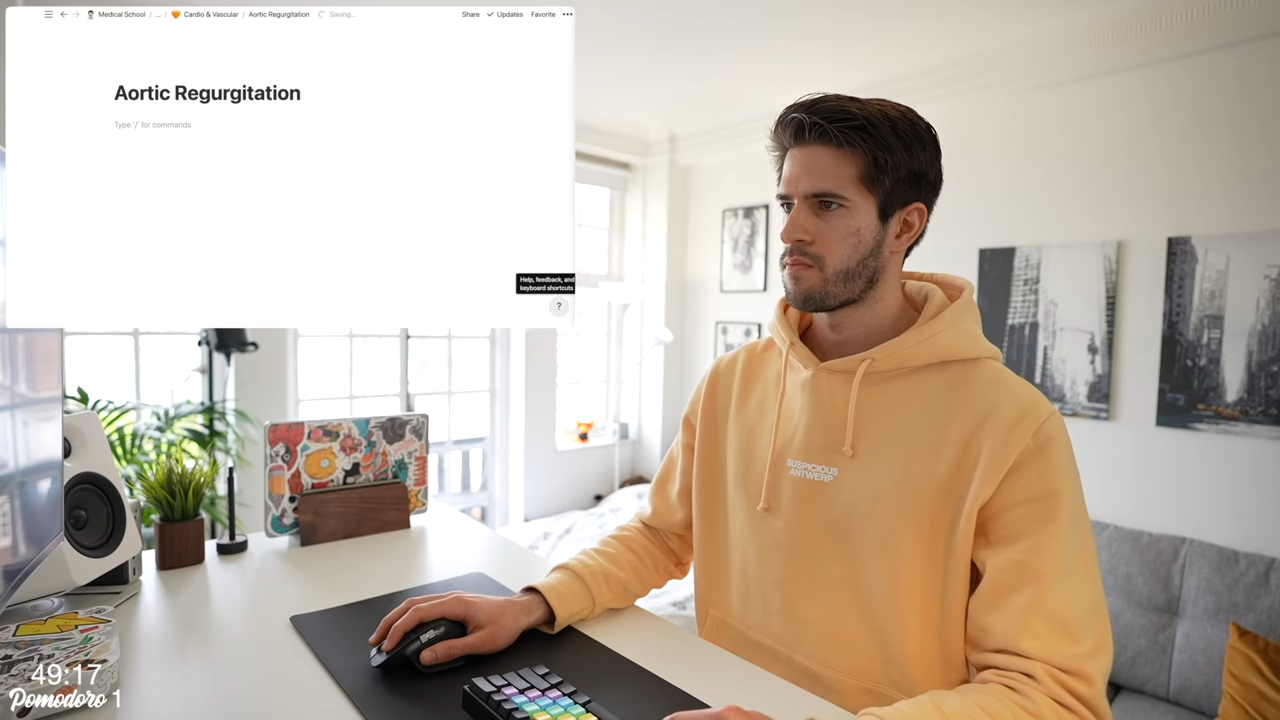 Medical School / ... / Cardio & Vascular / Aortic Regurgitation Saving... Share Updates Favorite
Aortic Regurgitation
Type '/' for commands
Help, feedback, and
keyboard shortcuts
?
SUSPICIOUS
ANTWERP
49:17
Pomodoro 1